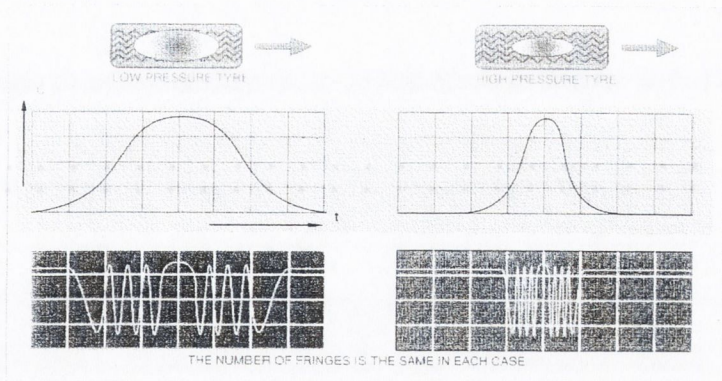 LOW PRESSURE TYRE
HIGH PRESSURE TYRE
t
THE NUMBER OF FRINGES IS THE SAME IN EACH CASE